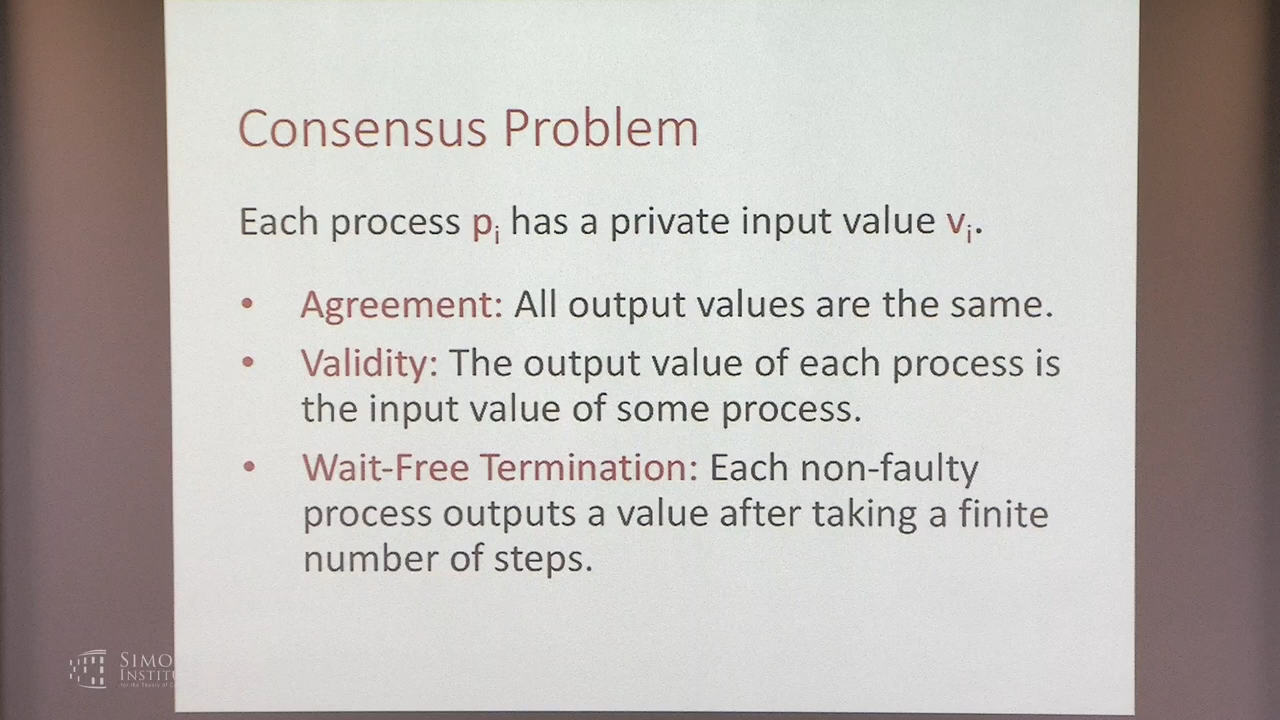 Consensus Problem
Each process pᵢ has a private input value vᵢ.
• Agreement: All output values are the same.
• Validity: The output value of each process is
the input value of some process.
• Wait-Free Termination: Each non-faulty
process outputs a value after taking a finite
number of steps.